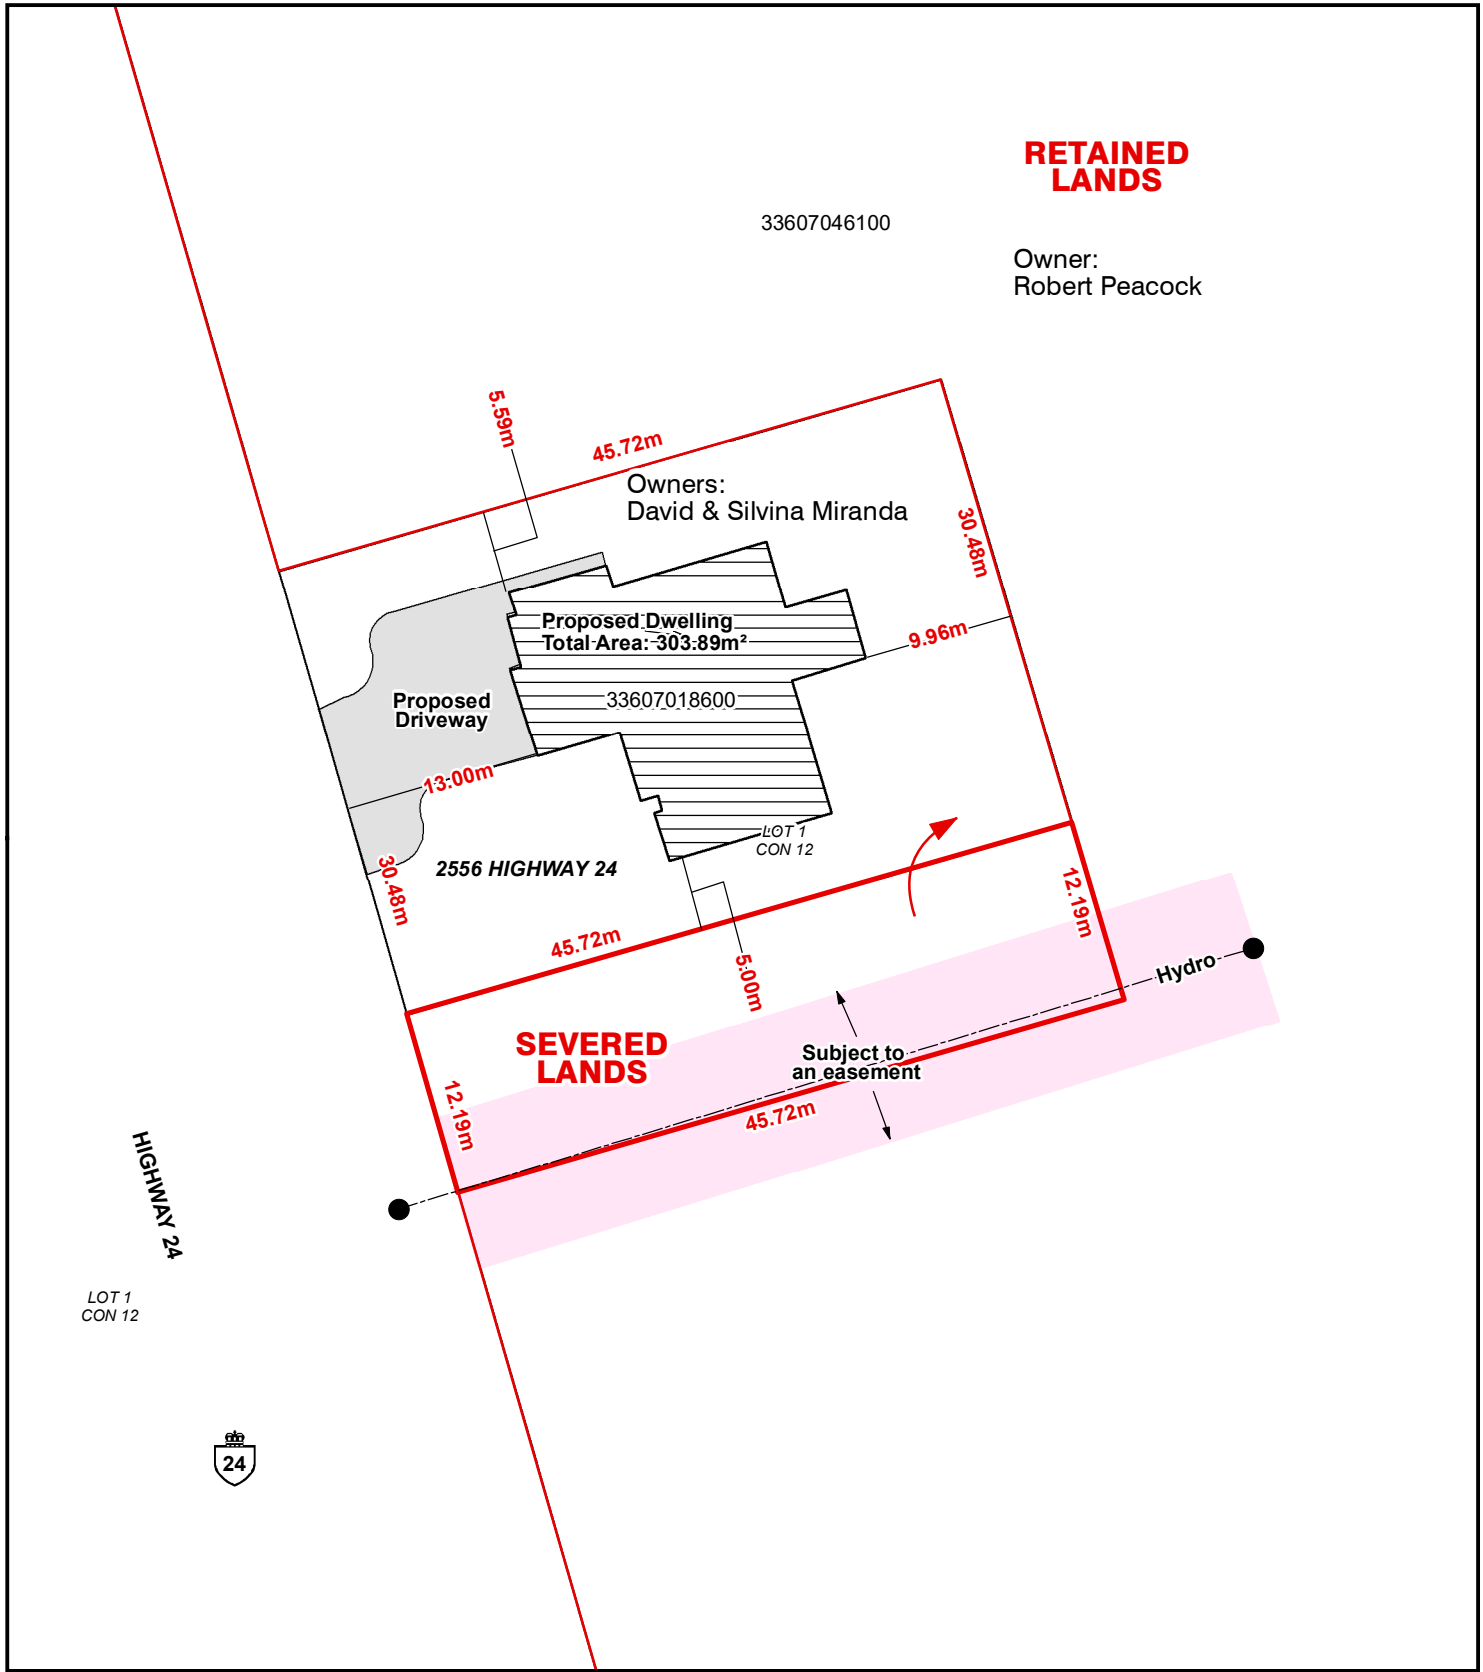 RETAINED
LANDS
33607046100
Owner:
Robert Peacock
5.59m
45.72m
Owners:
David & Silvina Miranda
30.48m
Proposed Dwelling
Total Area: 303.89m²
9.96m
33607018600
Proposed
Driveway
13.00m
LOT 1
CON 12
2556 HIGHWAY 24
30.48m
12.19m
45.72m
5.00m
Hydro
SEVERED
LANDS
Subject to
an easement
12.19m
45.72m
HIGHWAY 24
LOT 1
CON 12
24